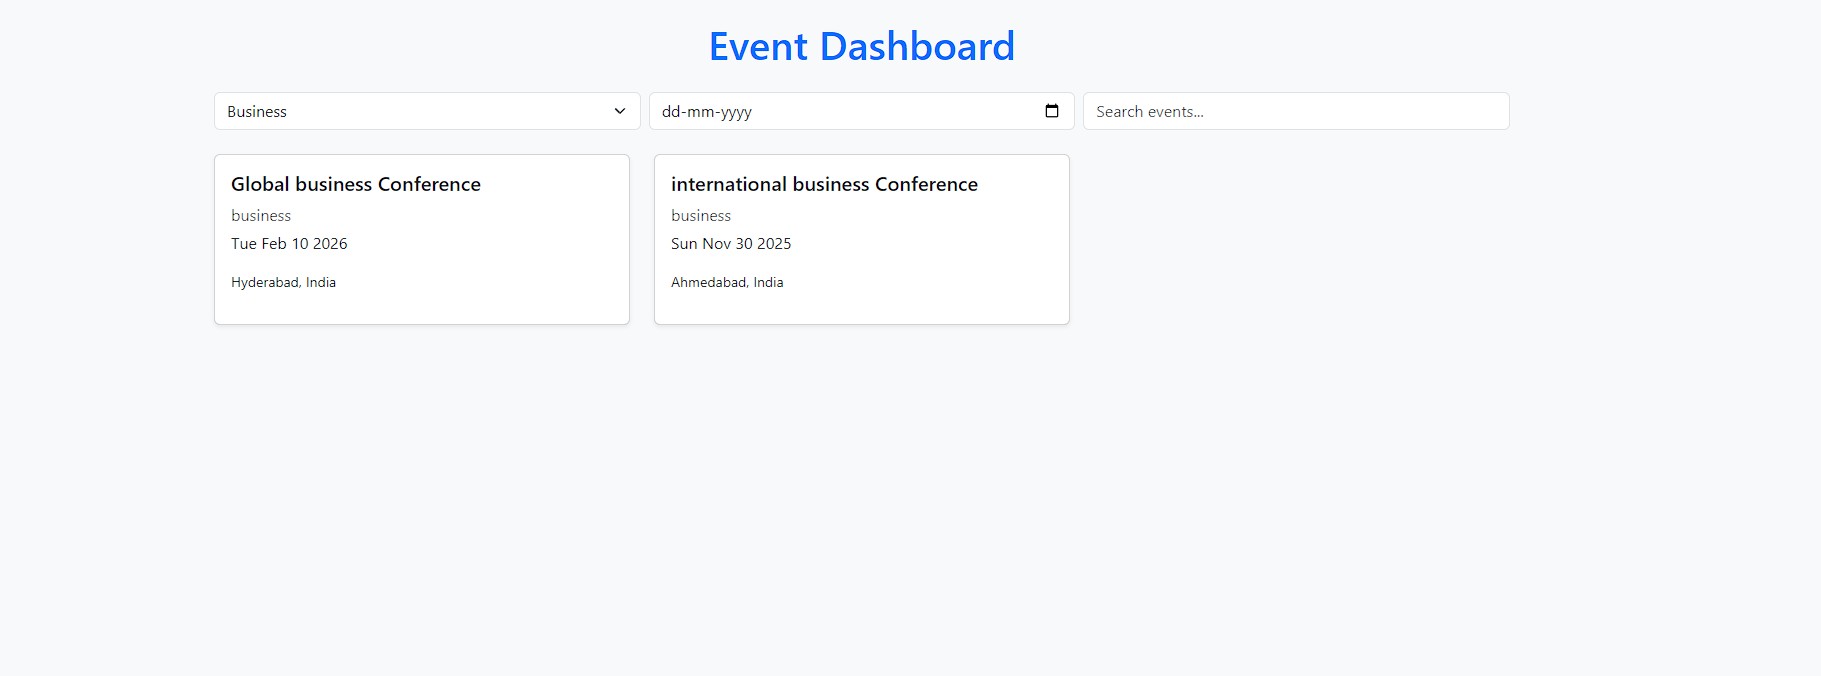 Event Dashboard
Business
dd-mm-yyyy
Search events...
Global business Conference
business
Tue Feb 10 2026
Hyderabad, India
international business Conference
business
Sun Nov 30 2025
Ahmedabad, India